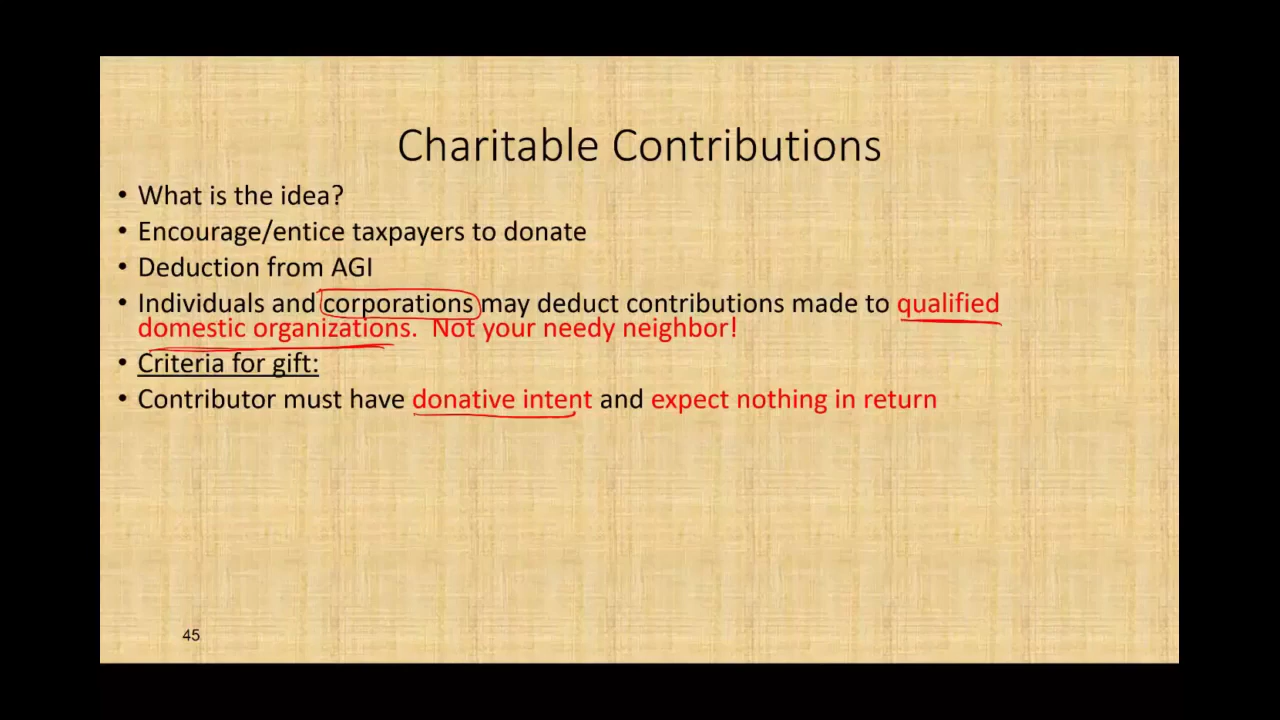 Charitable Contributions
• What is the idea?
• Encourage/entice taxpayers to donate
• Deduction from AGI
• Individuals and corporations may deduct contributions made to qualified
domestic organizations. Not your needy neighbor!
• Criteria for gift:
• Contributor must have donative intent and expect nothing in return
45